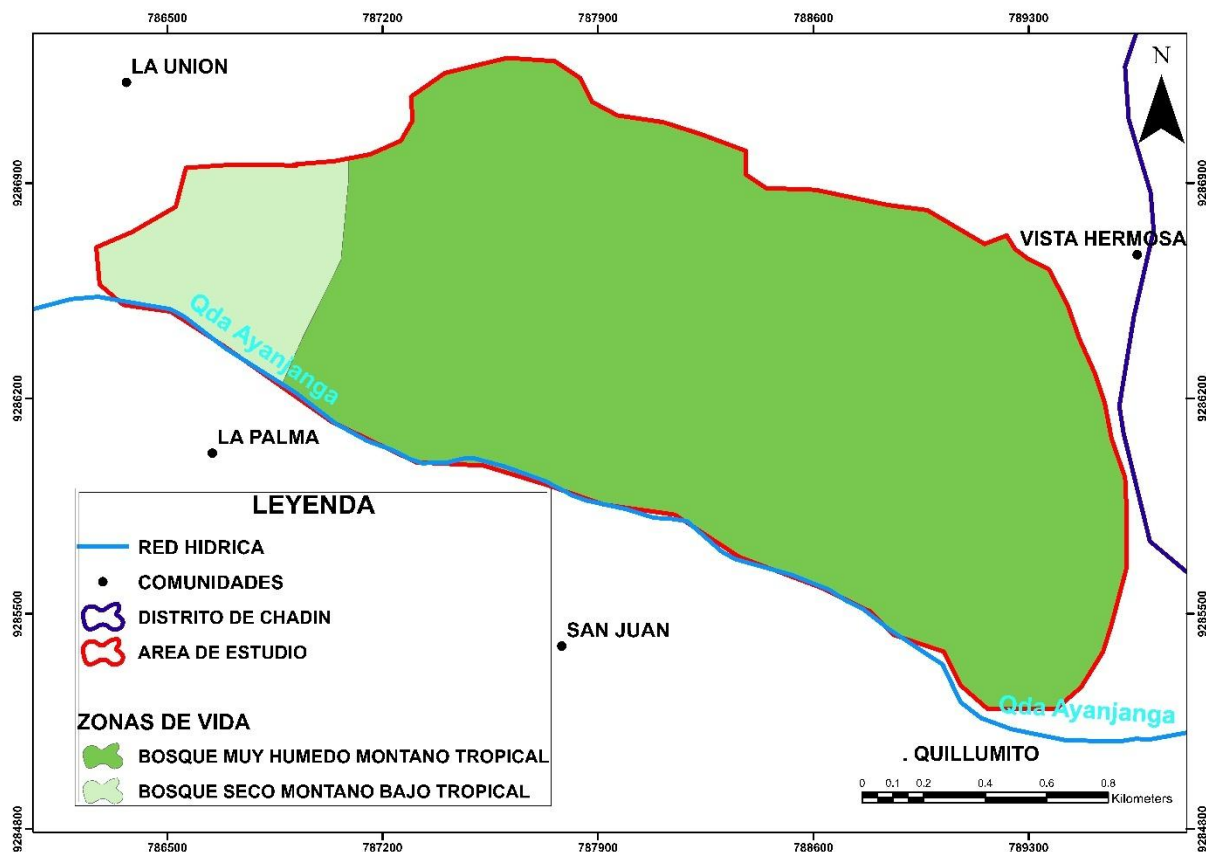 786500 787200 787900 788600 789300
LA UNION
N
9286900 9286900
VISTA HERMOSA
Qda Ayanjanga
9286200 9286200
LA PALMA
LEYENDA
RED HIDRICA
COMUNIDADES
DISTRITO DE CHADIN
AREA DE ESTUDIO
ZONAS DE VIDA
BOSQUE MUY HUMEDO MONTANO TROPICAL
BOSQUE SECO MONTANO BAJO TROPICAL
9285500 9285500
SAN JUAN
Qda Ayanjanga
. QUILLUMITO
0 0.1 0.2 0.4 0.6 0.8
Kilometers
9284800 9284800
786500 787200 787900 788600 789300